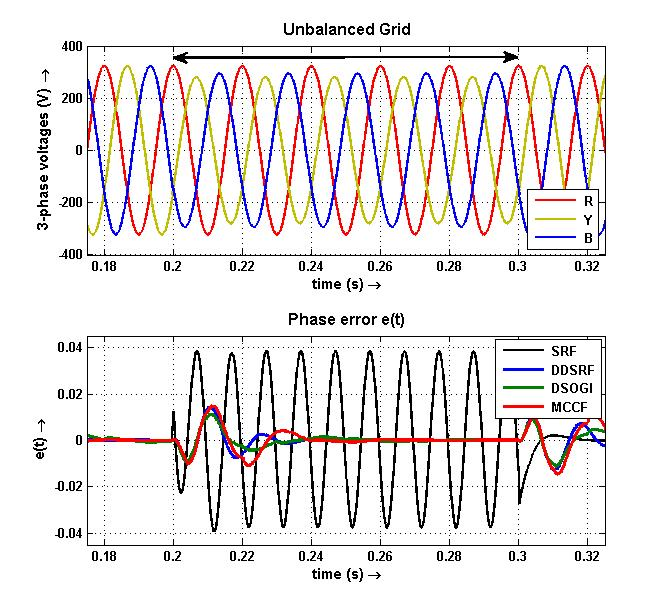 Unbalanced Grid
3-phase voltages (V) →
400
200
0
-200
-400
R
Y
B
0.18 0.2 0.22 0.24 0.26 0.28 0.3 0.32
time (s) →
Phase error e(t)
e(t) →
0.04
0.02
0
-0.02
-0.04
SRF
DDSRF
DSOGI
MCCF
0.18 0.2 0.22 0.24 0.26 0.28 0.3 0.32
time (s) →